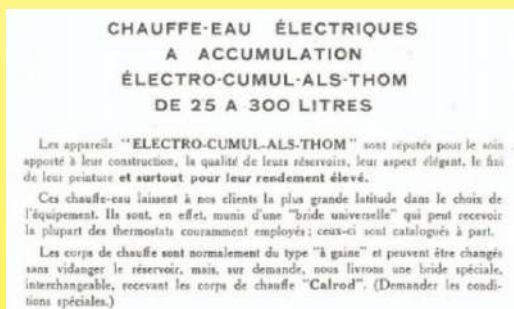 CHAUFFE-EAU ÉLECTRIQUES
A ACCUMULATION
ÉLECTRO-CUMUL-ALS-THOM
DE 25 A 300 LITRES
Les appareils "ELECTRO-CUMUL-ALS-THOM" sont réputés pour le soin
apporté à leur construction, la qualité de leurs réservoirs, leur aspect élégant, le fini
de leur peinture et surtout pour leur rendement élevé.
Ces chauffe-eau laissent à nos clients la plus grande latitude dans le choix de
l'équipement. Ils sont, en effet, munis d'une "bride universelle" qui peut recevoir
la plupart des thermostats couramment employés ; ceux-ci sont catalogués à part.
Les corps de chauffe sont normalement du type "à gaine" et peuvent être changés
sans vidanger le réservoir, mais, sur demande, nous livrons une bride spéciale,
interchangeable, recevant les corps de chauffe "Calrod". (Demander les condi-
tions spéciales.)